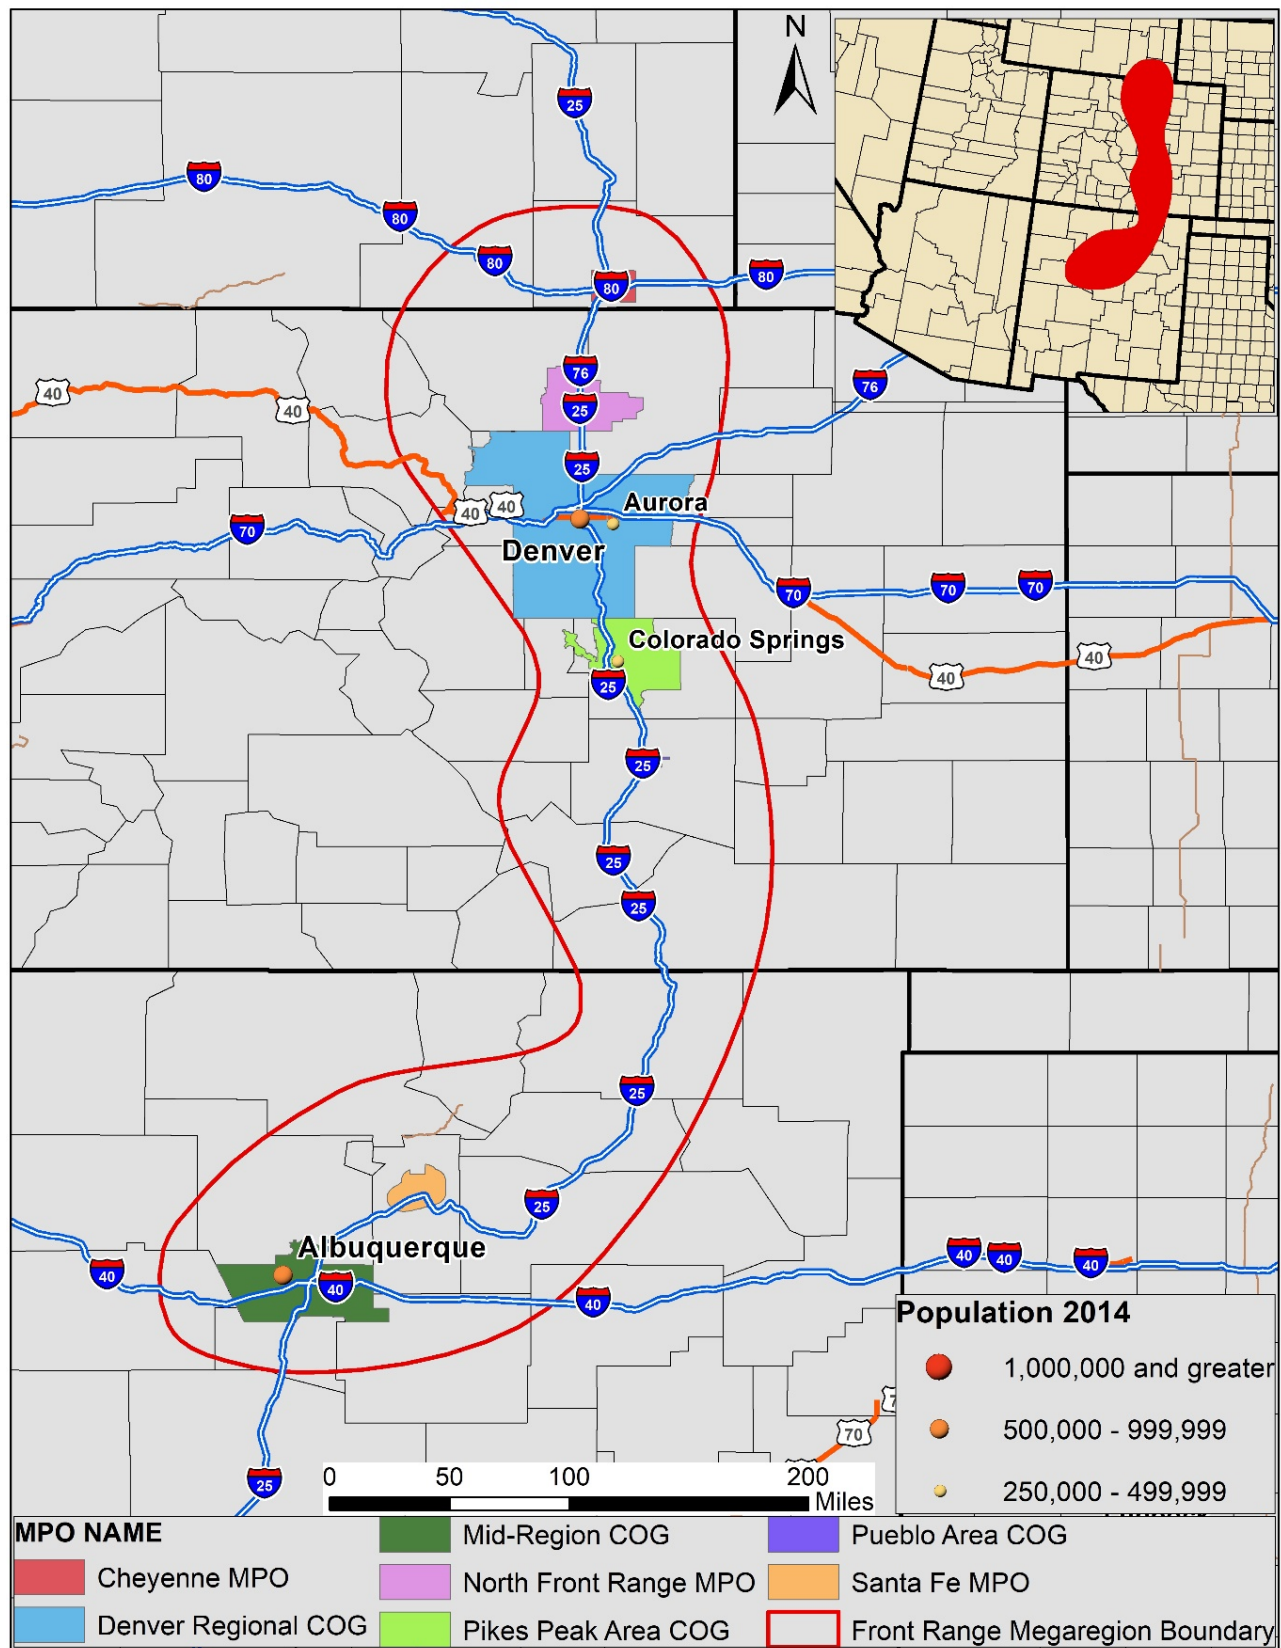 N
25
80
80
80
80
80
76
76
40
40
25
25
40
40
Aurora
70
Denver
70
70
70
Colorado Springs
40
40
25
25
25
25
25
25
Albuquerque
40
40
40
40
40
40
Population 2014
1,000,000 and greater
500,000 - 999,999
250,000 - 499,999
70
25
0 50 100 200
Miles
MPO NAME
Cheyenne MPO
Denver Regional COG
Mid-Region COG
North Front Range MPO
Pikes Peak Area COG
Pueblo Area COG
Santa Fe MPO
Front Range Megaregion Boundary